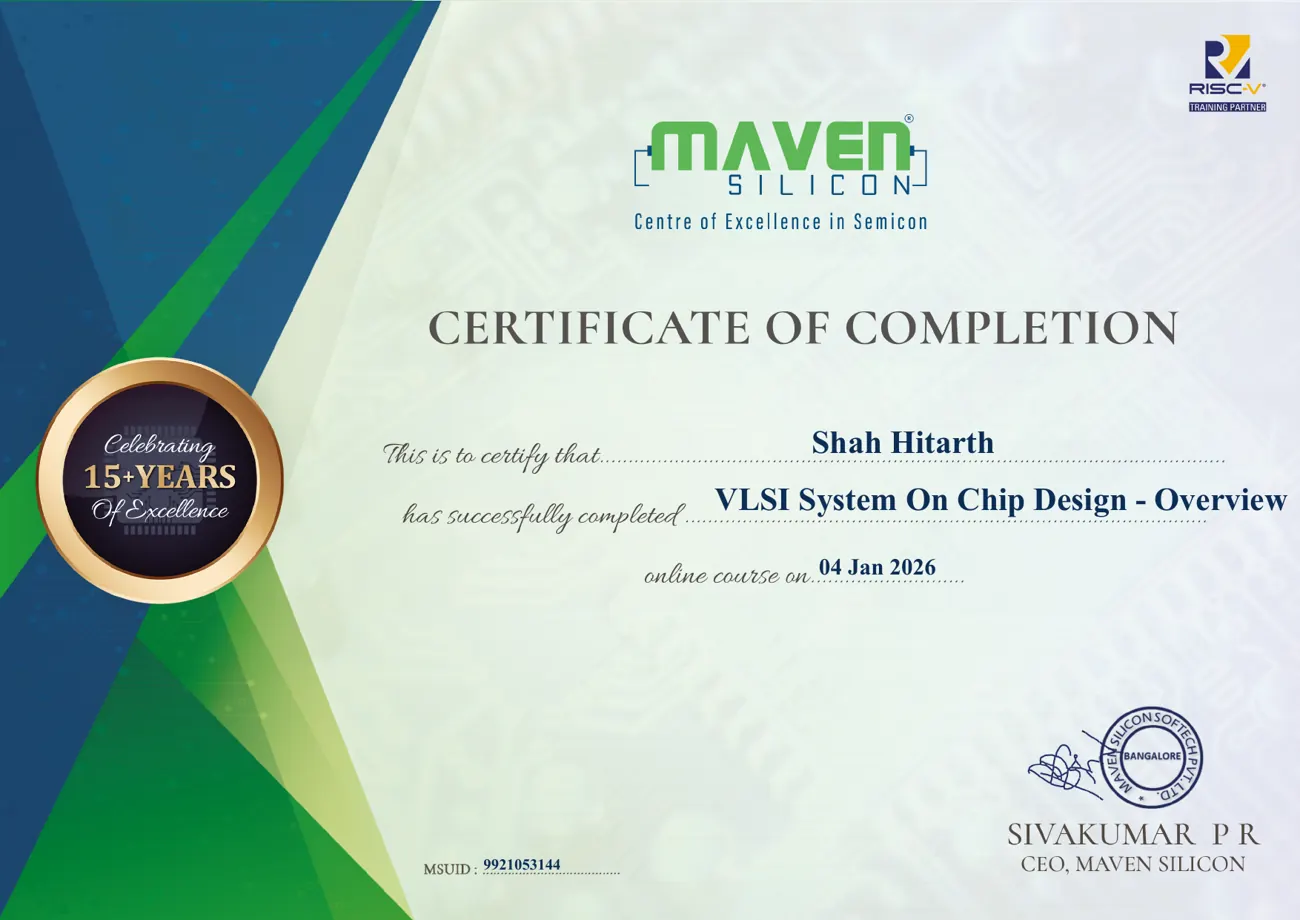 RISC-V®
TRAINING PARTNER
MAVEN®
SILICON
Centre of Excellence in Semicon
CERTIFICATE OF COMPLETION
This is to certify that Shah Hitarth
has successfully completed VLSI System On Chip Design - Overview
online course on 04 Jan 2026
Celebrating
15+YEARS
Of Excellence
MAVEN SILICON SOFTECH PVT. LTD. *
BANGALORE
SIVAKUMAR P R
CEO, MAVEN SILICON
MSUID : 9921053144